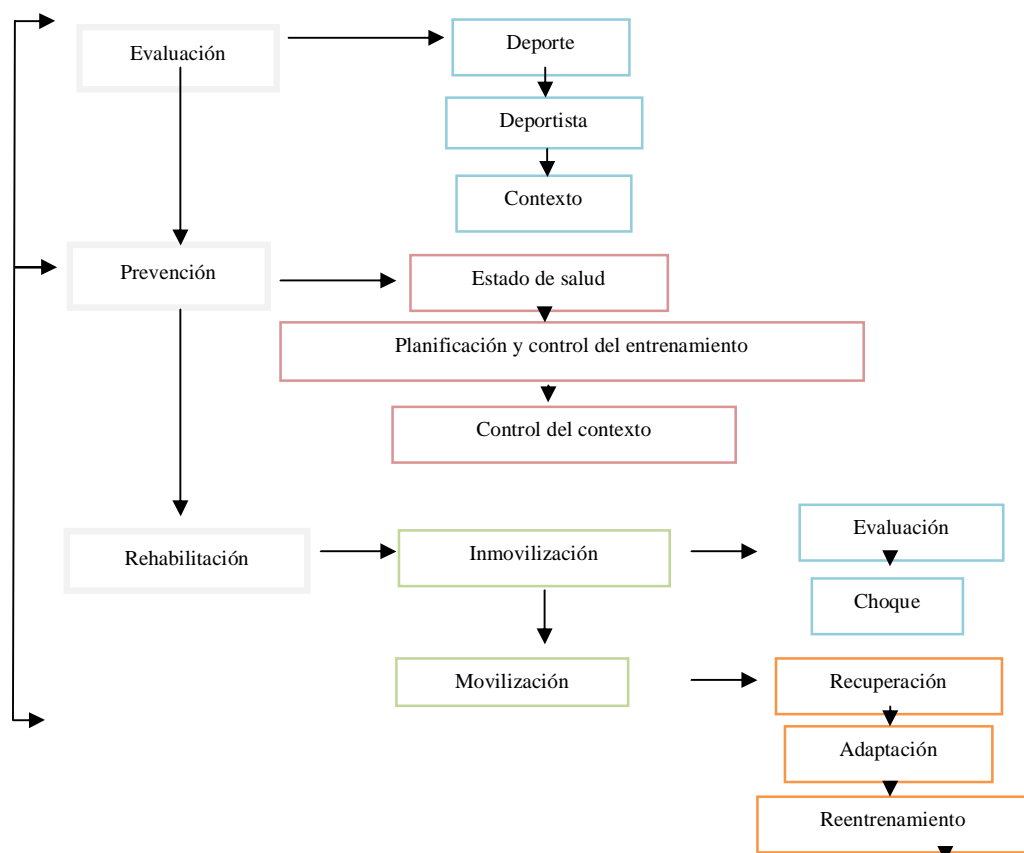 Evaluación
Deporte
Deportista
Contexto
Prevención
Estado de salud
Planificación y control del entrenamiento
Control del contexto
Rehabilitación
Inmovilización
Evaluación
Choque
Movilización
Recuperación
Adaptación
Reentrenamiento